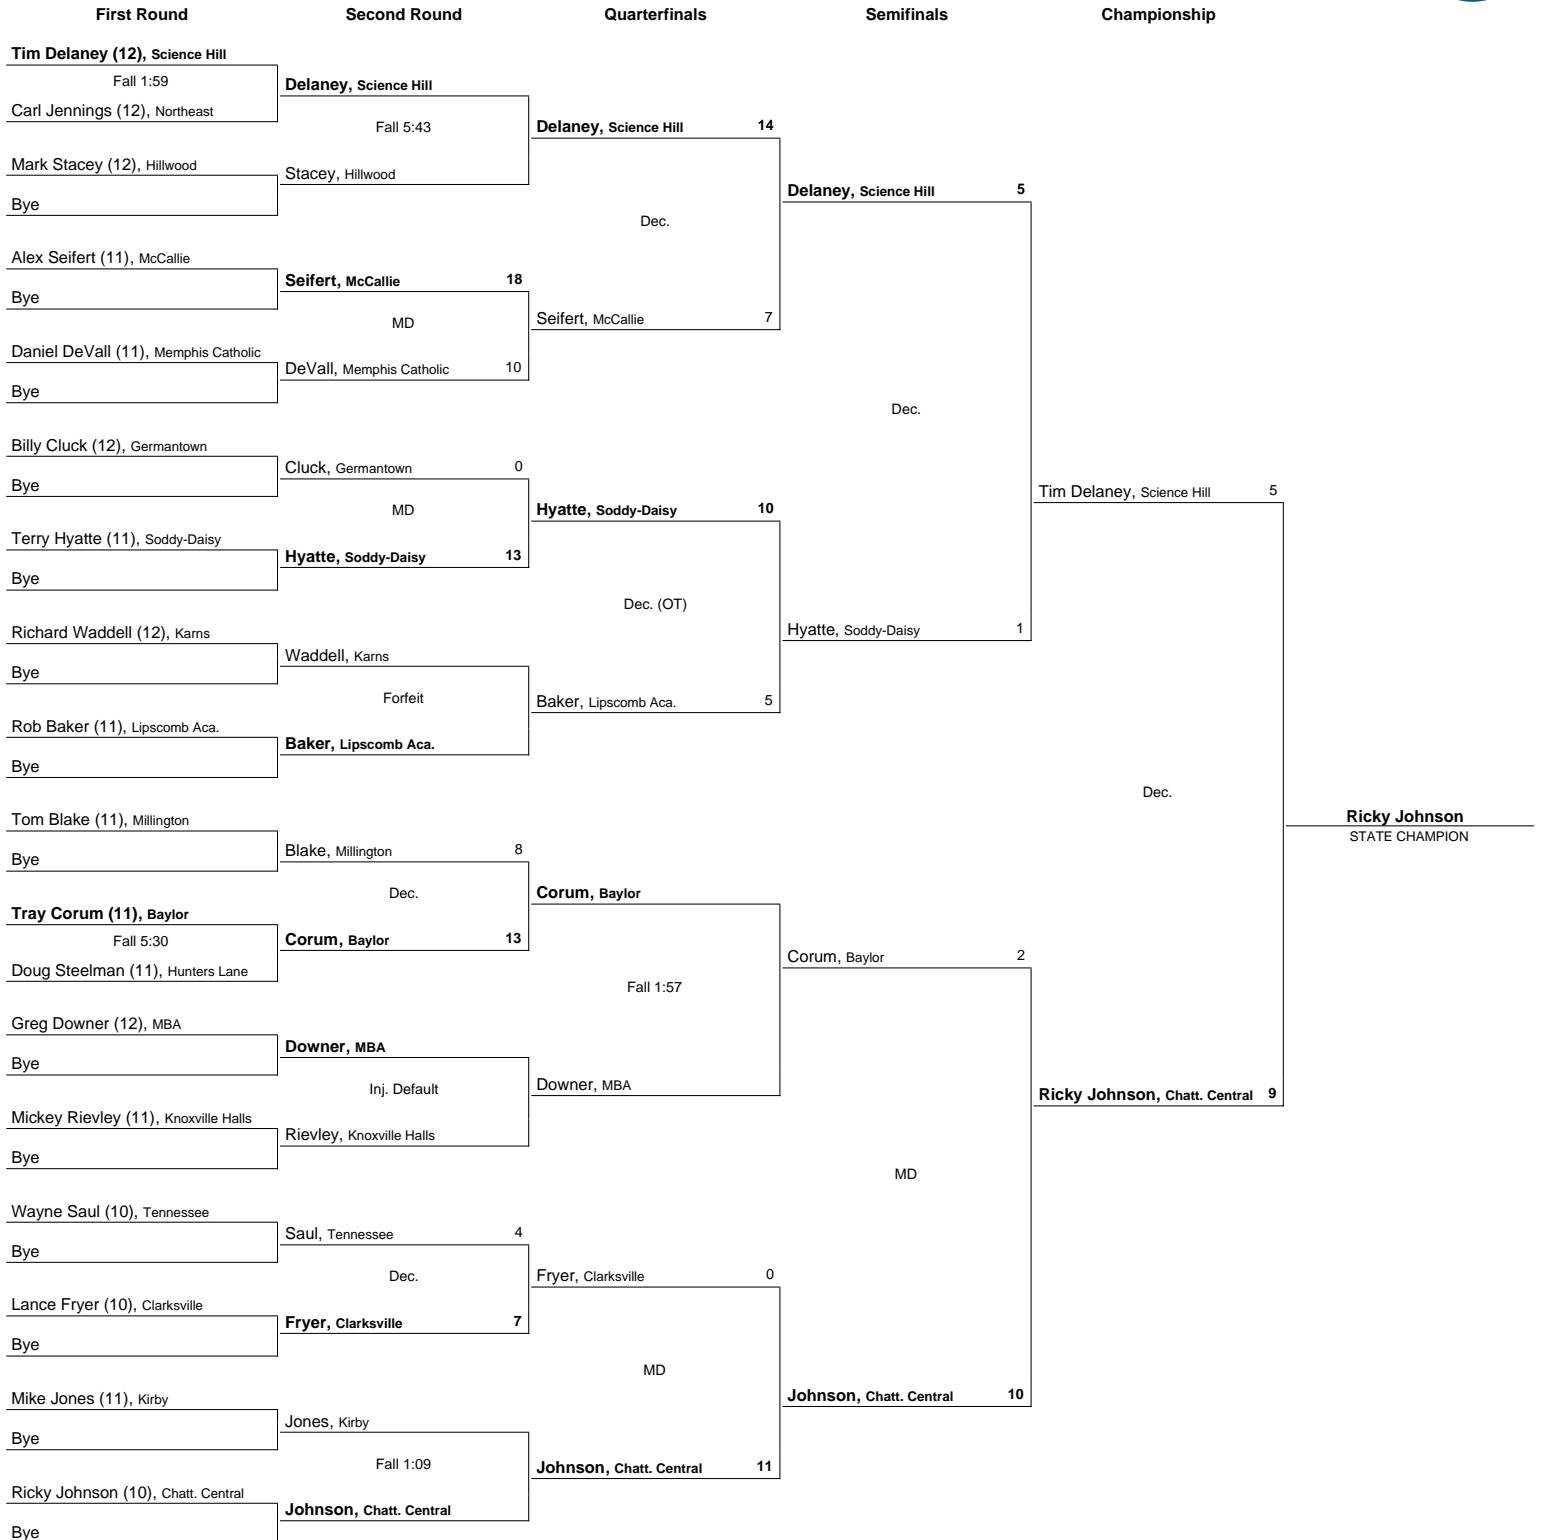 First Round
Second Round
Quarterfinals
Semifinals
Championship
Tim Delaney (12), Science Hill
Fall 1:59
Carl Jennings (12), Northeast
Mark Stacey (12), Hillwood
Bye
Alex Seifert (11), McCallie
Bye
Daniel DeVall (11), Memphis Catholic
Bye
Billy Cluck (12), Germantown
Bye
Terry Hyatte (11), Soddy-Daisy
Bye
Richard Waddell (12), Karns
Bye
Rob Baker (11), Lipscomb Aca.
Bye
Tom Blake (11), Millington
Bye
Tray Corum (11), Baylor
Fall 5:30
Doug Steelman (11), Hunters Lane
Greg Downer (12), MBA
Bye
Mickey Rievley (11), Knoxville Halls
Bye
Wayne Saul (10), Tennessee
Bye
Lance Fryer (10), Clarksville
Bye
Mike Jones (11), Kirby
Bye
Ricky Johnson (10), Chatt. Central
Bye
Delaney, Science Hill
Fall 5:43
Stacey, Hillwood
Seifert, McCallie 18
MD
DeVall, Memphis Catholic 10
Cluck, Germantown 0
MD
Hyatte, Soddy-Daisy 13
Waddell, Karns
Forfeit
Baker, Lipscomb Aca.
Blake, Millington 8
Dec.
Corum, Baylor 13
Downer, MBA
Inj. Default
Rievley, Knoxville Halls
Saul, Tennessee 4
Dec.
Fryer, Clarksville 7
Jones, Kirby
Fall 1:09
Johnson, Chatt. Central
Delaney, Science Hill 14
Dec.
Seifert, McCallie 7
Hyatte, Soddy-Daisy 10
Dec. (OT)
Baker, Lipscomb Aca. 5
Corum, Baylor
Fall 1:57
Downer, MBA
Fryer, Clarksville 0
MD
Johnson, Chatt. Central 11
Delaney, Science Hill 5
Dec.
Hyatte, Soddy-Daisy 1
Corum, Baylor 2
MD
Johnson, Chatt. Central 10
Tim Delaney, Science Hill 5
Dec.
Ricky Johnson, Chatt. Central 9
Ricky Johnson
STATE CHAMPION